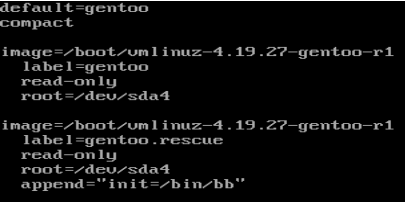 default=gentoo
compact
image=/boot/vmlinuz-4.19.27-gentoo-r1
label=gentoo
read-only
root=/dev/sda4
image=/boot/vmlinuz-4.19.27-gentoo-r1
label=gentoo.rescue
read-only
root=/dev/sda4
append="init=/bin/bb"